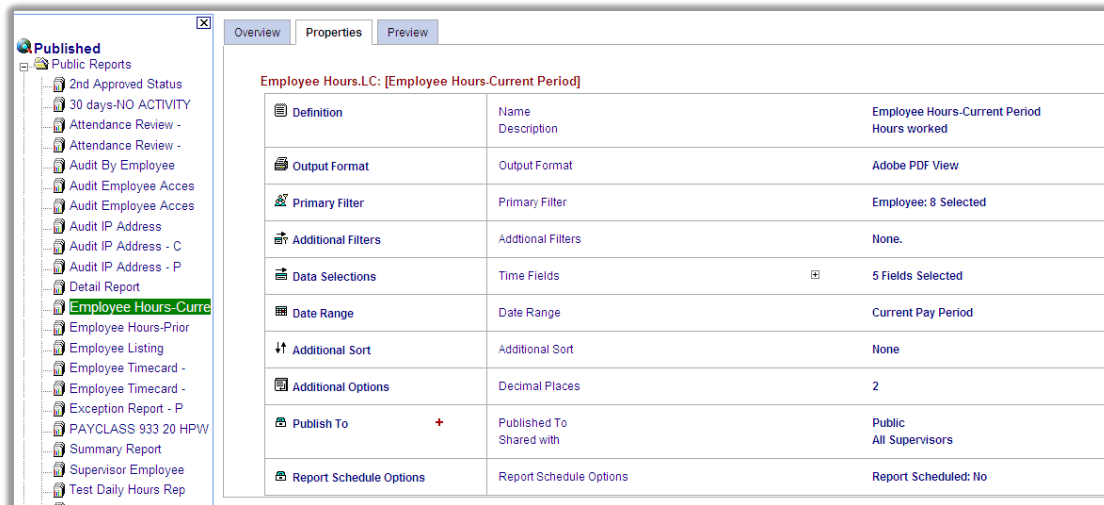 Published
Public Reports
2nd Approved Status
30 days-NO ACTIVITY
Attendance Review -
Attendance Review -
Audit By Employee
Audit Employee Acces
Audit Employee Acces
Audit IP Address
Audit IP Address - C
Audit IP Address - P
Detail Report
Employee Hours-Curre
Employee Hours-Prior
Employee Listing
Employee Timecard -
Employee Timecard -
Exception Report - P
PAYCLASS 933 20 HPW
Summary Report
Supervisor Employee
Test Daily Hours Rep
Overview Properties Preview
Employee Hours.LC: [Employee Hours-Current Period]
Definition Name Employee Hours-Current Period
Description Hours worked
Output Format Output Format Adobe PDF View
Primary Filter Primary Filter Employee: 8 Selected
Additional Filters Addtional Filters None.
Data Selections Time Fields 5 Fields Selected
Date Range Date Range Current Pay Period
Additional Sort Additional Sort None
Additional Options Decimal Places 2
Publish To + Published To Public
Shared with All Supervisors
Report Schedule Options Report Schedule Options Report Scheduled: No